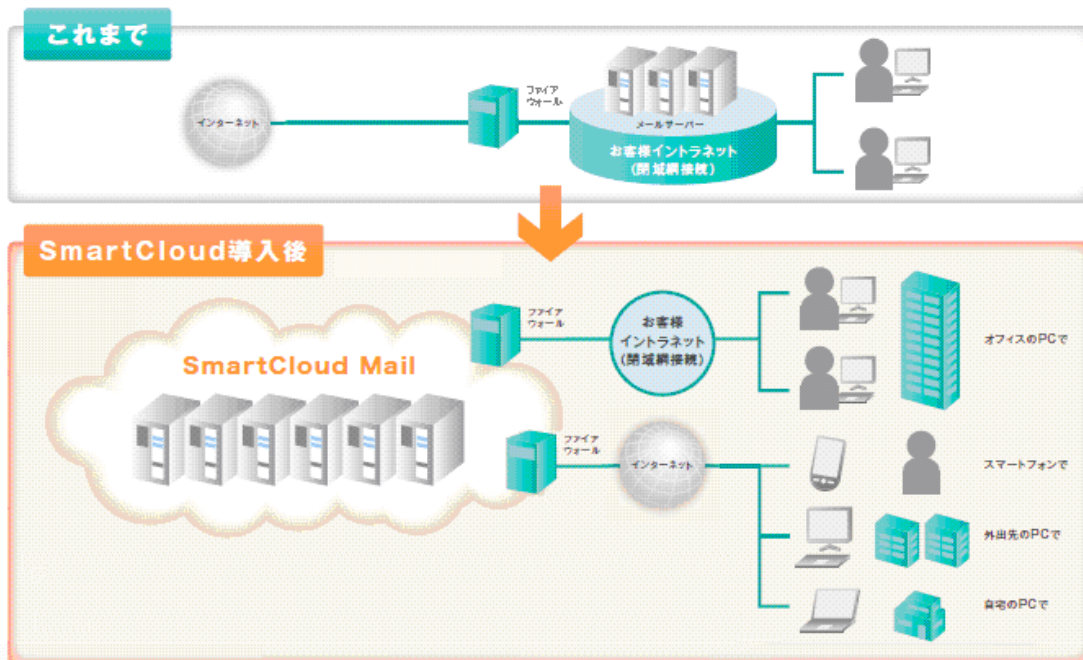 これまで
インターネット
ファイア
ウォール
メールサーバー
お客様イントラネット
(閉域網接続)
SmartCloud導入後
SmartCloud Mail
ファイア
ウォール
お客様
イントラネット
(閉域網接続)
オフィスのPCで
ファイア
ウォール
インターネット
スマートフォンで
外出先のPCで
自宅のPCで